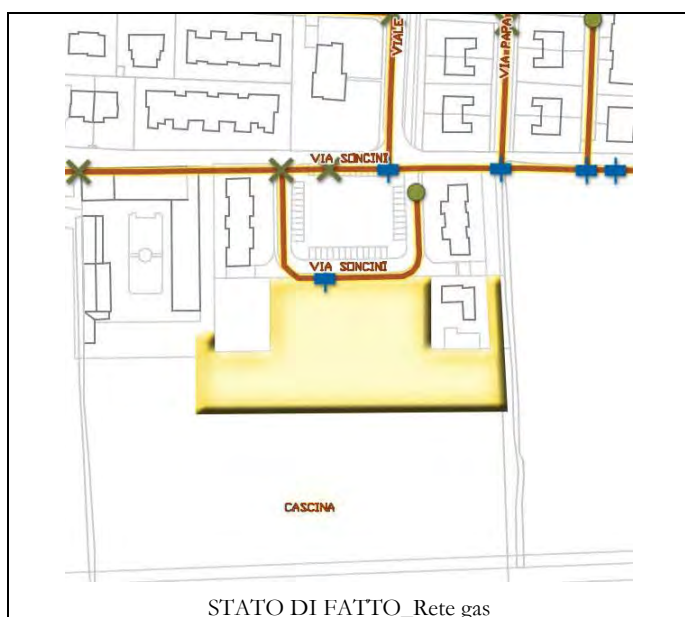 VIALE
VIA PAPA
VIA SONCINI
VIA SONCINI
CASCINA
STATO DI FATTO_Rete gas